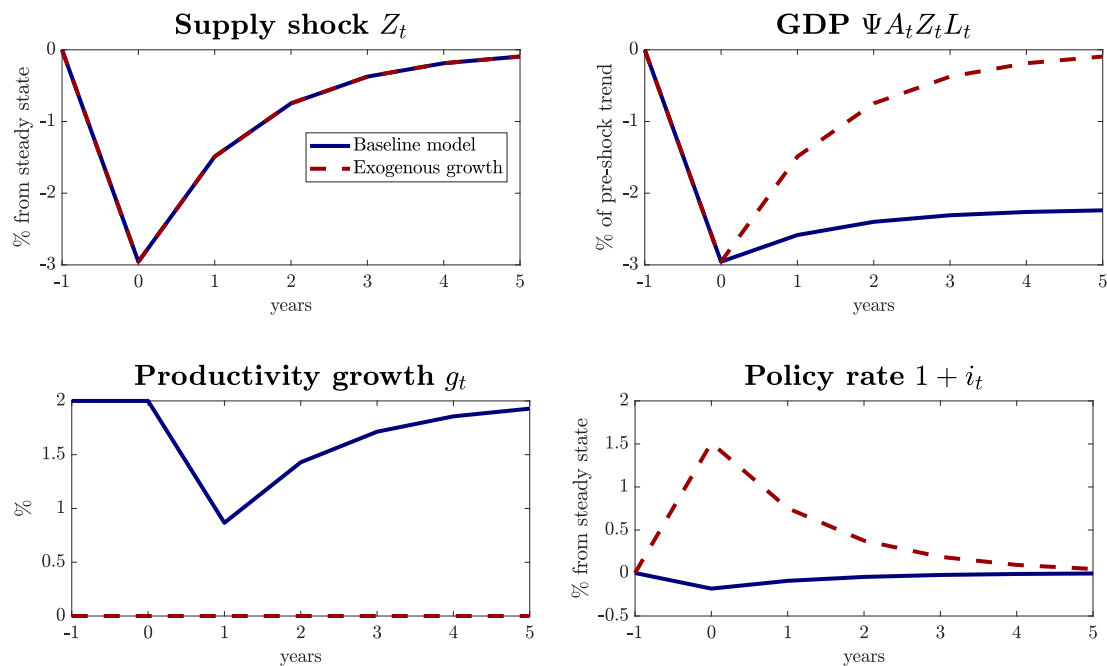 Supply shock Z_t
% from steady state
0
-1
-2
-3
Baseline model
Exogenous growth
-1 0 1 2 3 4 5
years
GDP ΨA_tZ_tL_t
% of pre-shock trend
0
-1
-2
-3
-1 0 1 2 3 4 5
years
Productivity growth g_t
%
2
1.5
1
0.5
0
-1 0 1 2 3 4 5
years
Policy rate 1 + i_t
% from steady state
2
1.5
1
0.5
0
-0.5
-1 0 1 2 3 4 5
years